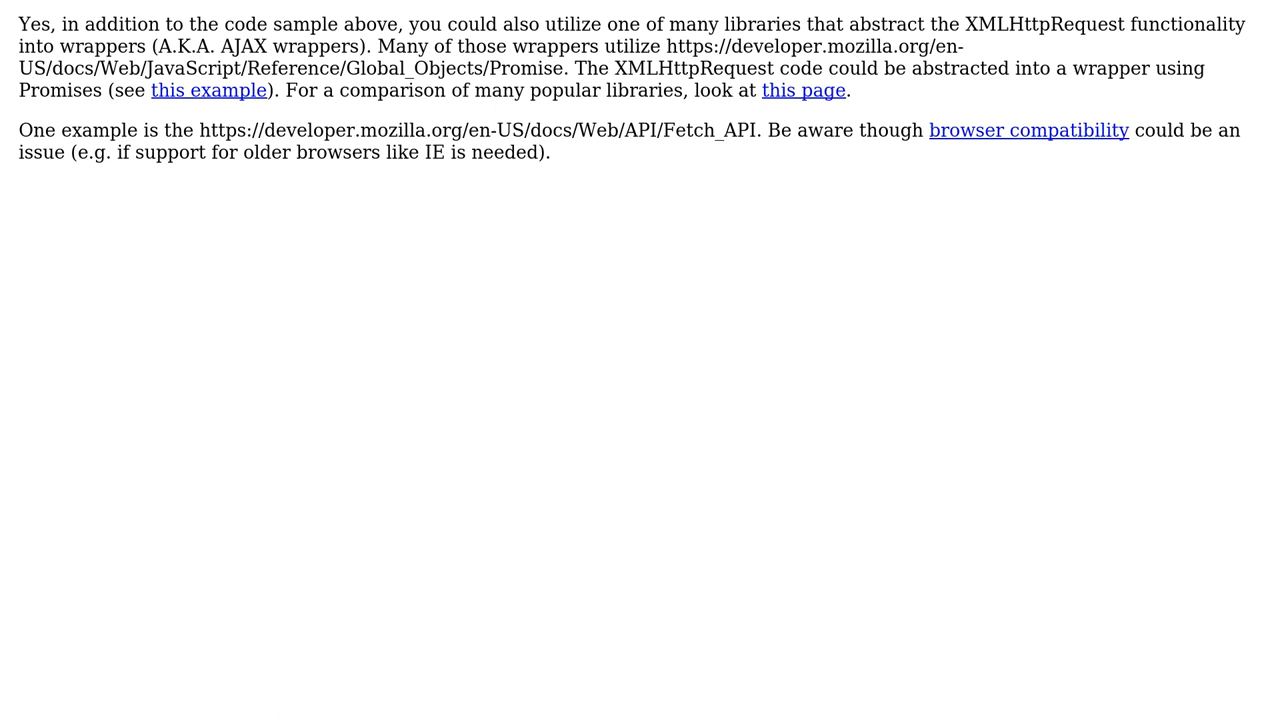 Yes, in addition to the code sample above, you could also utilize one of many libraries that abstract the XMLHttpRequest functionality
into wrappers (A.K.A. AJAX wrappers). Many of those wrappers utilize https://developer.mozilla.org/en-
US/docs/Web/JavaScript/Reference/Global_Objects/Promise. The XMLHttpRequest code could be abstracted into a wrapper using
Promises (see this example). For a comparison of many popular libraries, look at this page.
One example is the https://developer.mozilla.org/en-US/docs/Web/API/Fetch_API. Be aware though browser compatibility could be an
issue (e.g. if support for older browsers like IE is needed).